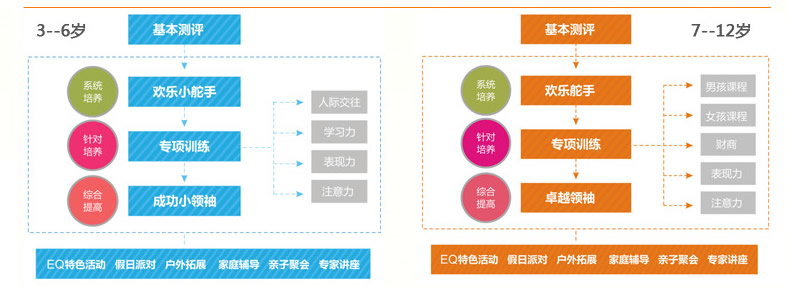 3--6岁
基本测评
系统
培养
欢乐小舵手
针对
培养
专项训练
综合
提高
成功小领袖
人际交往
学习力
表现力
注意力
EQ特色活动 假日派对 户外拓展 家庭辅导 亲子聚会 专家讲座
基本测评
7--12岁
系统
培养
欢乐舵手
针对
培养
专项训练
综合
提高
卓越领袖
男孩课程
女孩课程
财商
表现力
注意力
EQ特色活动 假日派对 户外拓展 家庭辅导 亲子聚会 专家讲座